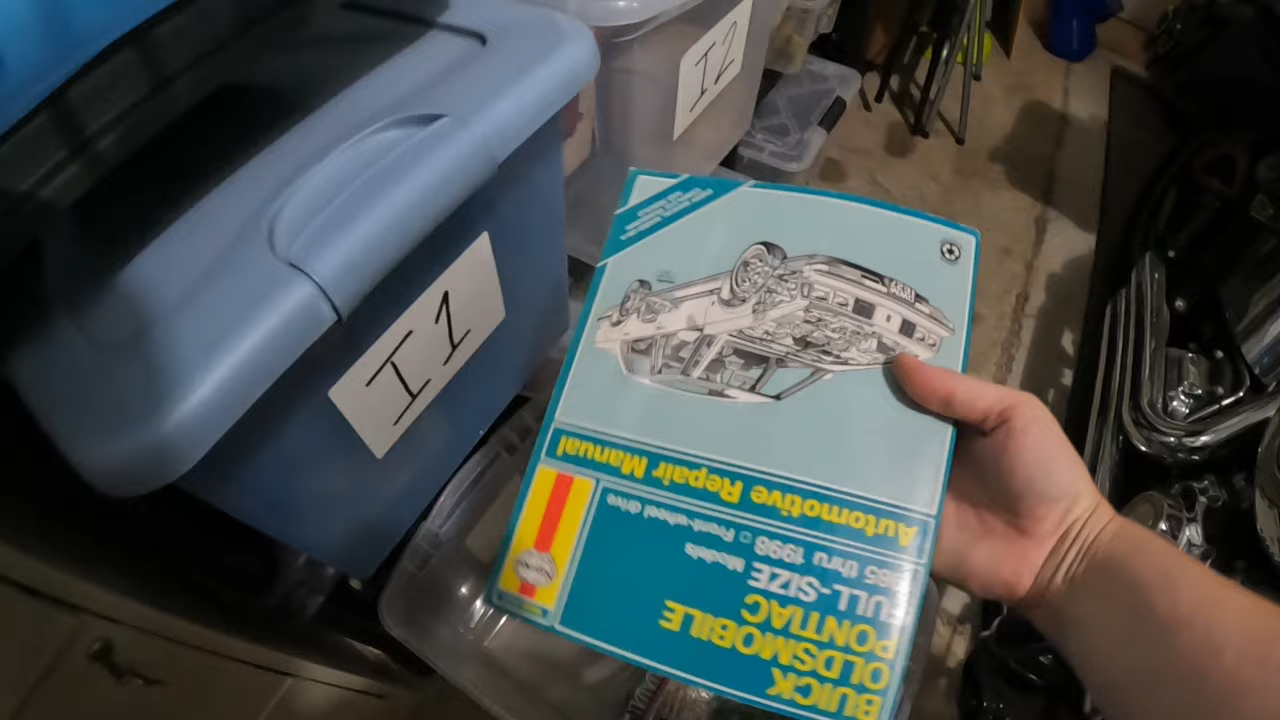 I1
I2
BUICK
OLDSMOBILE
PONTIAC
FULL-SIZE Models
1985 thru 1998 □ Front-wheel drive
Automotive Repair Manual